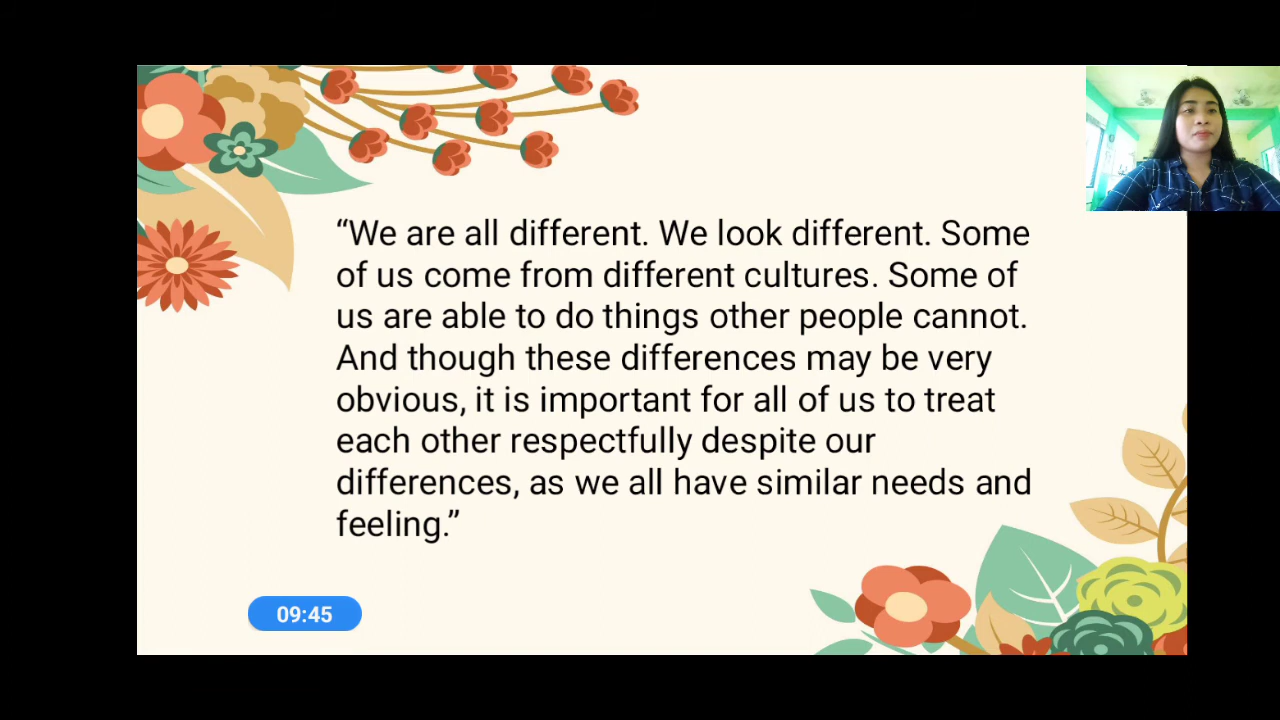 “We are all different. We look different. Some
of us come from different cultures. Some of
us are able to do things other people cannot.
And though these differences may be very
obvious, it is important for all of us to treat
each other respectfully despite our
differences, as we all have similar needs and
feeling.”
09:45